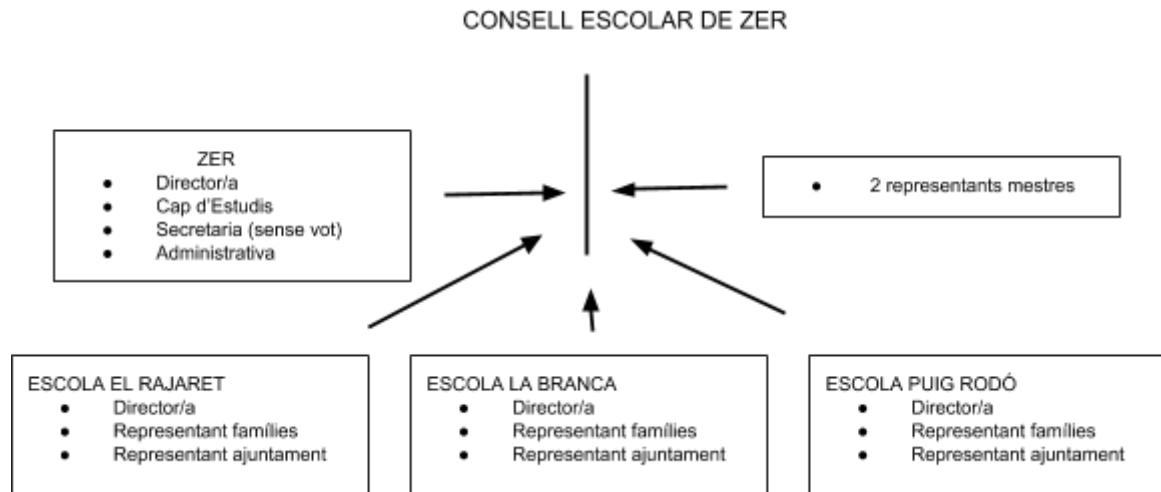 CONSELL ESCOLAR DE ZER
ZER
● Director/a
● Cap d'Estudis
● Secretaria (sense vot)
● Administrativa
● 2 representants mestres
ESCOLA EL RAJARET
● Director/a
● Representant famílies
● Representant ajuntament
ESCOLA LA BRANCA
● Director/a
● Representant famílies
● Representant ajuntament
ESCOLA PUIG RODÓ
● Director/a
● Representant famílies
● Representant ajuntament